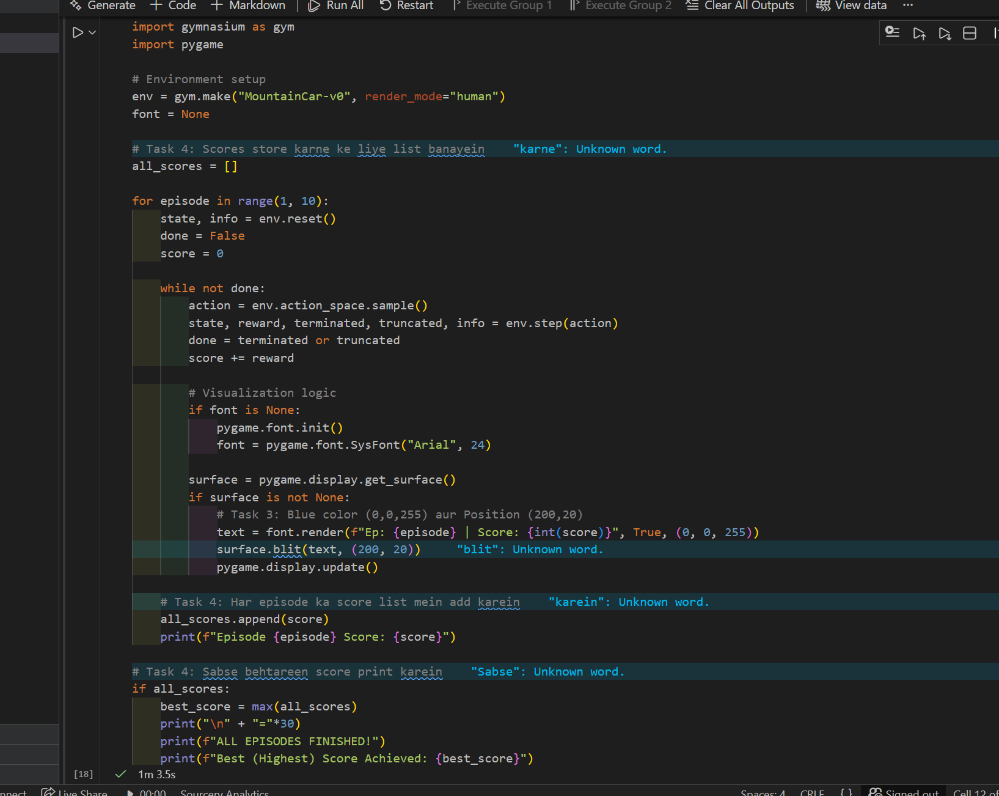 Generate + Code + Markdown | Run All Restart Execute Group 1 Execute Group 2 Clear All Outputs | View data ...
import gymnasium as gym
import pygame
# Environment setup
env = gym.make("MountainCar-v0", render_mode="human")
font = None
# Task 4: Scores store karne ke liye list banayein "karne": Unknown word.
all_scores = []
for episode in range(1, 10):
state, info = env.reset()
done = False
score = 0
while not done:
action = env.action_space.sample()
state, reward, terminated, truncated, info = env.step(action)
done = terminated or truncated
score += reward
# Visualization logic
if font is None:
pygame.font.init()
font = pygame.font.SysFont("Arial", 24)
surface = pygame.display.get_surface()
if surface is not None:
# Task 3: Blue color (0,0,255) aur Position (200,20)
text = font.render(f"Ep: {episode} | Score: {int(score)}", True, (0, 0, 255))
surface.blit(text, (200, 20)) "blit": Unknown word.
pygame.display.update()
# Task 4: Har episode ka score list mein add karein "karein": Unknown word.
all_scores.append(score)
print(f"Episode {episode} Score: {score}")
# Task 4: Sabse behtareen score print karein "Sabse": Unknown word.
if all_scores:
best_score = max(all_scores)
print("\n" + "="*30)
print(f"ALL EPISODES FINISHED!")
print(f"Best (Highest) Score Achieved: {best_score}")
[18] ✓ 1m 3.5s
nnect Live Share 00:00 Sourcery Analytics Spaces: 4 CRLF { } Signed out Cell 12 of